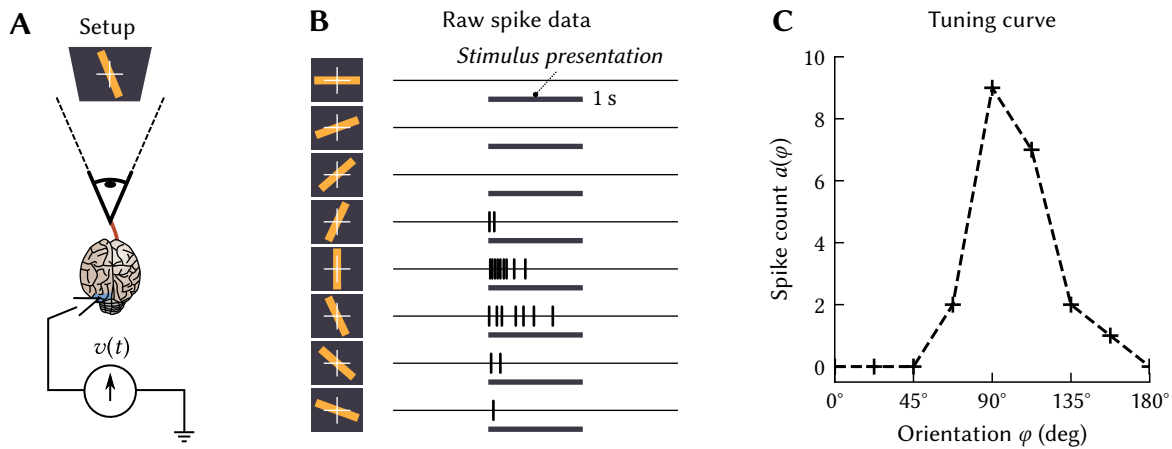 A
Setup
v(t)
B
Raw spike data
Stimulus presentation
1 s
C
Tuning curve
Spike count a(φ)
10
8
6
4
2
0
0° 45° 90° 135° 180°
Orientation φ (deg)